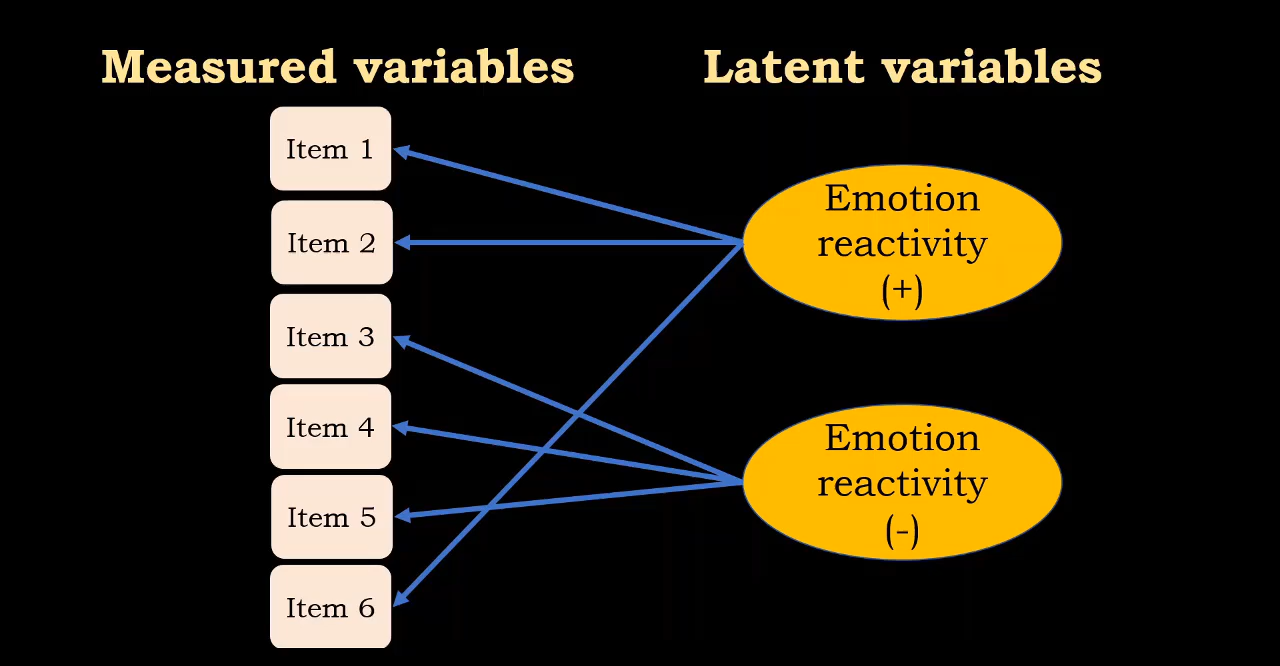 Measured variables
Latent variables
Item 1
Item 2
Item 3
Item 4
Item 5
Item 6
Emotion
reactivity
(+)
Emotion
reactivity
(-)